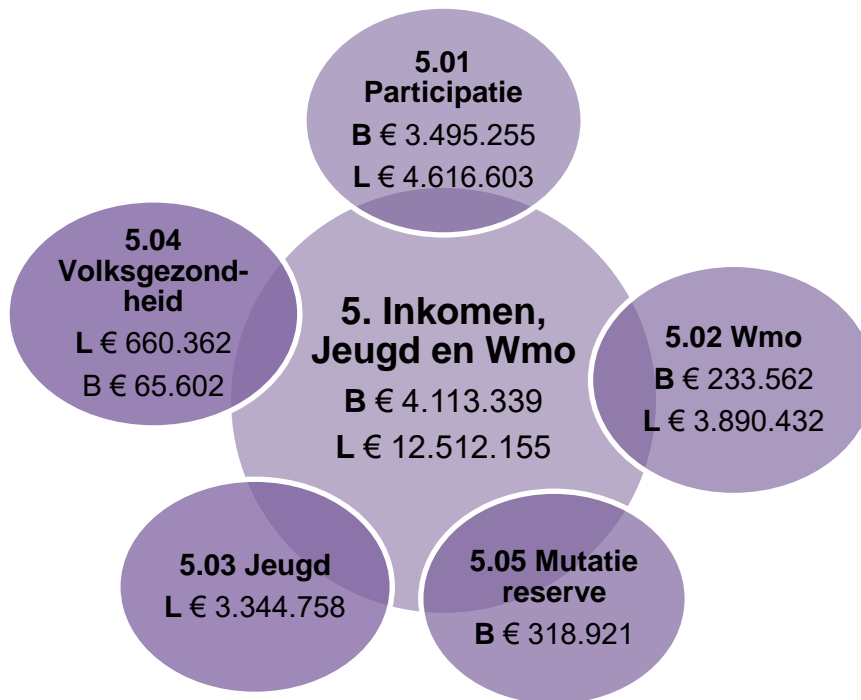 5.01
Participatie
B € 3.495.255
L € 4.616.603
5.04
Volksgezond-
heid
L € 660.362
B € 65.602
5. Inkomen,
Jeugd en Wmo
B € 4.113.339
L € 12.512.155
5.02 Wmo
B € 233.562
L € 3.890.432
5.03 Jeugd
L € 3.344.758
5.05 Mutatie
reserve
B € 318.921